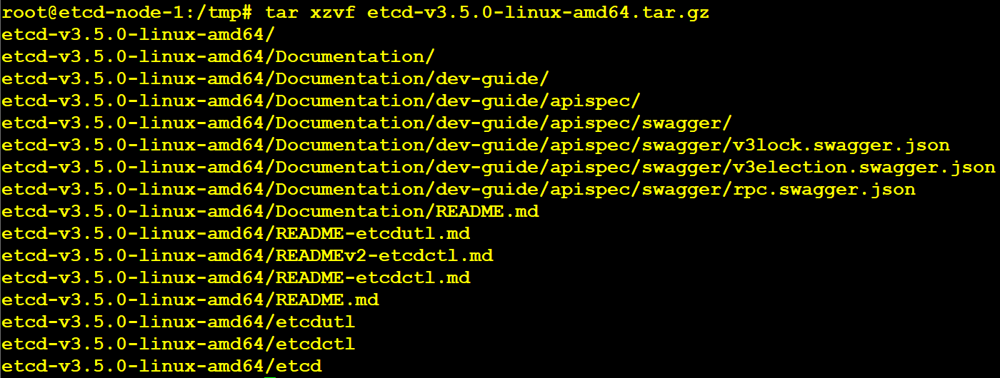 root@etcd-node-1:/tmp# tar xzvf etcd-v3.5.0-linux-amd64.tar.gz
etcd-v3.5.0-linux-amd64/
etcd-v3.5.0-linux-amd64/Documentation/
etcd-v3.5.0-linux-amd64/Documentation/dev-guide/
etcd-v3.5.0-linux-amd64/Documentation/dev-guide/apispec/
etcd-v3.5.0-linux-amd64/Documentation/dev-guide/apispec/swagger/
etcd-v3.5.0-linux-amd64/Documentation/dev-guide/apispec/swagger/v3lock.swagger.json
etcd-v3.5.0-linux-amd64/Documentation/dev-guide/apispec/swagger/v3election.swagger.json
etcd-v3.5.0-linux-amd64/Documentation/dev-guide/apispec/swagger/rpc.swagger.json
etcd-v3.5.0-linux-amd64/Documentation/README.md
etcd-v3.5.0-linux-amd64/README-etcdutl.md
etcd-v3.5.0-linux-amd64/READMEv2-etcdctl.md
etcd-v3.5.0-linux-amd64/README-etcdctl.md
etcd-v3.5.0-linux-amd64/README.md
etcd-v3.5.0-linux-amd64/etcdutl
etcd-v3.5.0-linux-amd64/etcdctl
etcd-v3.5.0-linux-amd64/etcd